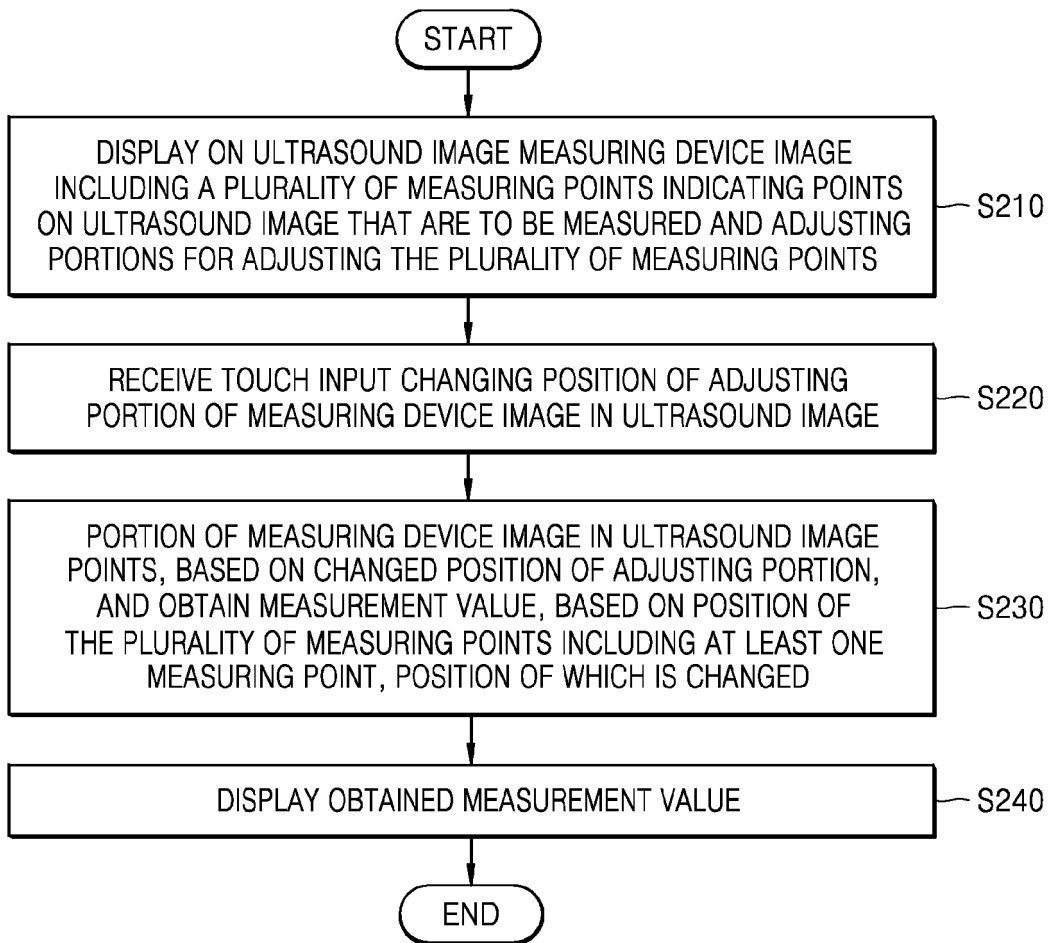 START
DISPLAY ON ULTRASOUND IMAGE MEASURING DEVICE IMAGE
INCLUDING A PLURALITY OF MEASURING POINTS INDICATING POINTS
ON ULTRASOUND IMAGE THAT ARE TO BE MEASURED AND ADJUSTING
PORTIONS FOR ADJUSTING THE PLURALITY OF MEASURING POINTS
S210
RECEIVE TOUCH INPUT CHANGING POSITION OF ADJUSTING
PORTION OF MEASURING DEVICE IMAGE IN ULTRASOUND IMAGE
S220
PORTION OF MEASURING DEVICE IMAGE IN ULTRASOUND IMAGE
POINTS, BASED ON CHANGED POSITION OF ADJUSTING PORTION,
AND OBTAIN MEASUREMENT VALUE, BASED ON POSITION OF
THE PLURALITY OF MEASURING POINTS INCLUDING AT LEAST ONE
MEASURING POINT, POSITION OF WHICH IS CHANGED
S230
DISPLAY OBTAINED MEASUREMENT VALUE
S240
END